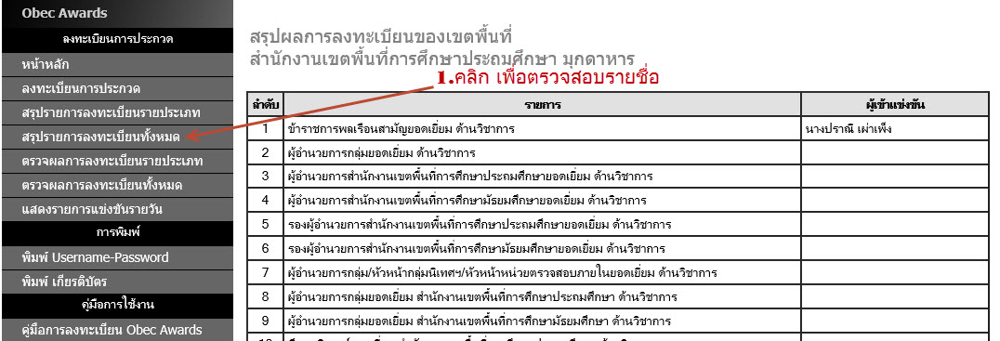 Obec Awards
ลงทะเบียนการประกวด
หน้าหลัก
ลงทะเบียนการประกวด
สรุปรายการลงทะเบียนรายประเภท
สรุปรายการลงทะเบียนทั้งหมด
ตรวจผลการลงทะเบียนรายประเภท
ตรวจผลการลงทะเบียนทั้งหมด
แสดงรายการแข่งขันรายวัน
การพิมพ์
พิมพ์ Username-Password
พิมพ์ เกียรติบัตร
คู่มือการใช้งาน
คู่มือการลงทะเบียน Obec Awards
สรุปผลการลงทะเบียนของเขตพื้นที่
สำนักงานเขตพื้นที่การศึกษาประถมศึกษา มุกดาหาร
1.คลิก เพื่อตรวจสอบรายชื่อ
ลำดับ รายการ ผู้เข้าแข่งขัน
1 ข้าราชการพลเรือนสามัญยอดเยี่ยม ด้านวิชาการ นางปราณี เผ่าเพ็ง
2 ผู้อำนวยการกลุ่มยอดเยี่ยม ด้านวิชาการ
3 ผู้อำนวยการสำนักงานเขตพื้นที่การศึกษาประถมศึกษายอดเยี่ยม ด้านวิชาการ
4 ผู้อำนวยการสำนักงานเขตพื้นที่การศึกษามัธยมศึกษายอดเยี่ยม ด้านวิชาการ
5 รองผู้อำนวยการสำนักงานเขตพื้นที่การศึกษาประถมศึกษายอดเยี่ยม ด้านวิชาการ
6 รองผู้อำนวยการสำนักงานเขตพื้นที่การศึกษามัธยมศึกษายอดเยี่ยม ด้านวิชาการ
7 ผู้อำนวยการกลุ่ม/หัวหน้ากลุ่มนิเทศฯ/หัวหน้าหน่วยตรวจสอบภายในยอดเยี่ยม ด้านวิชาการ
8 ผู้อำนวยการกลุ่มยอดเยี่ยม สำนักงานเขตพื้นที่การศึกษาประถมศึกษา ด้านวิชาการ
9 ผู้อำนวยการกลุ่มยอดเยี่ยม สำนักงานเขตพื้นที่การศึกษามัธยมศึกษา ด้านวิชาการ